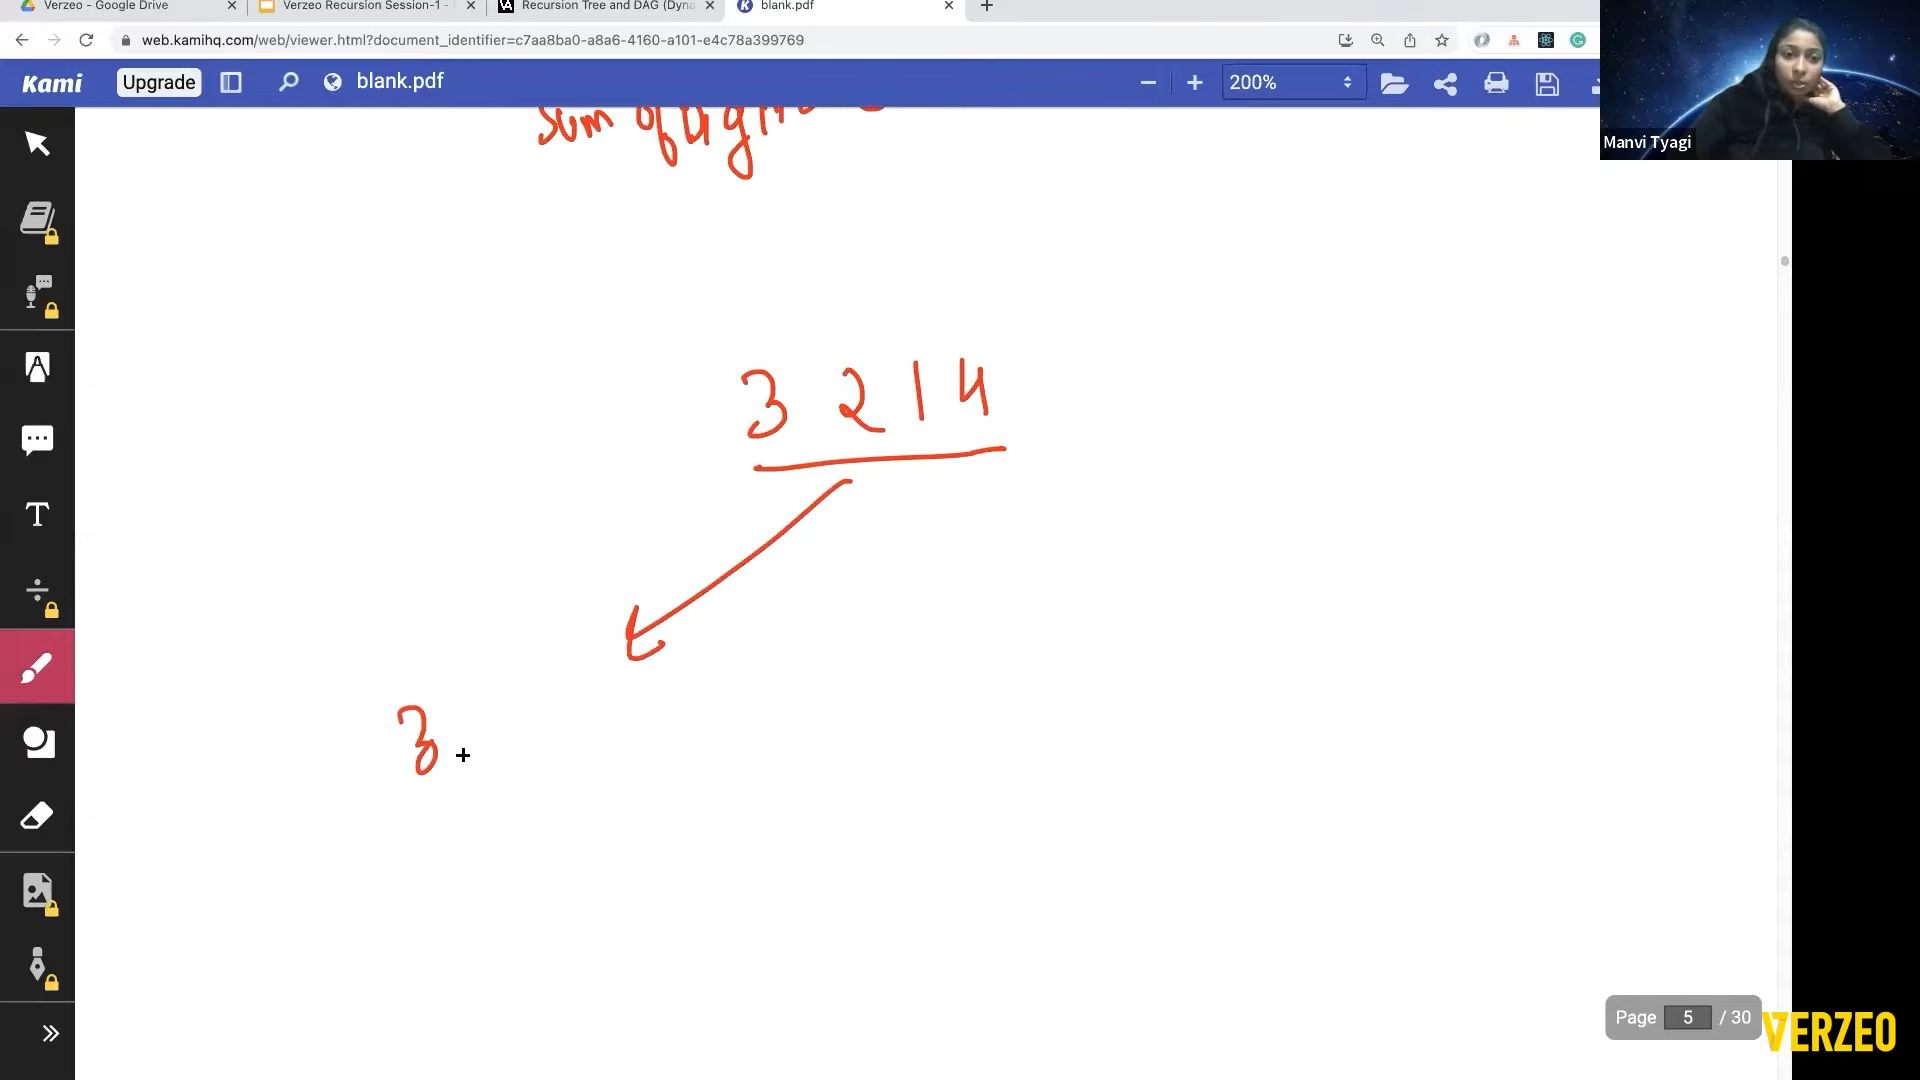 Verzeo - Google Drive
Verzeo Recursion Session-1 -
Recursion Tree and DAG (Dyna
blank.pdf
web.kamihq.com/web/viewer.html?document_identifier=c7aa8ba0-a8a6-4160-a101-e4c78a399769
Kami
Upgrade
blank.pdf
200%
Manvi Tyagi
sum of
3 2 1 4
3
T
Page 5 / 30
VERZEO